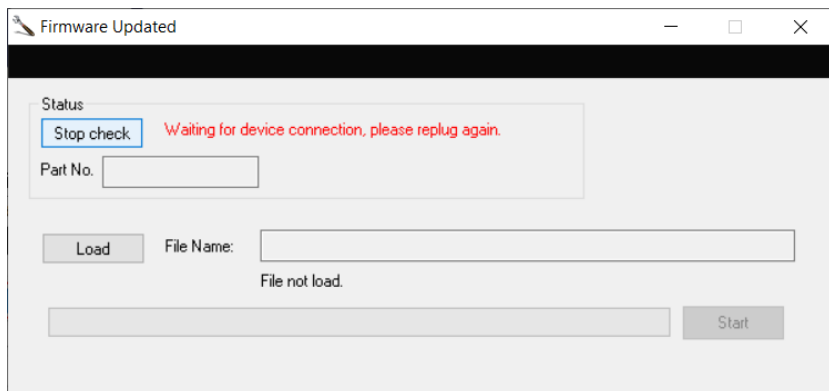 Firmware Updated
Status
Stop check Waiting for device connection, please replug again.
Part No.
Load File Name:
File not load.
Start